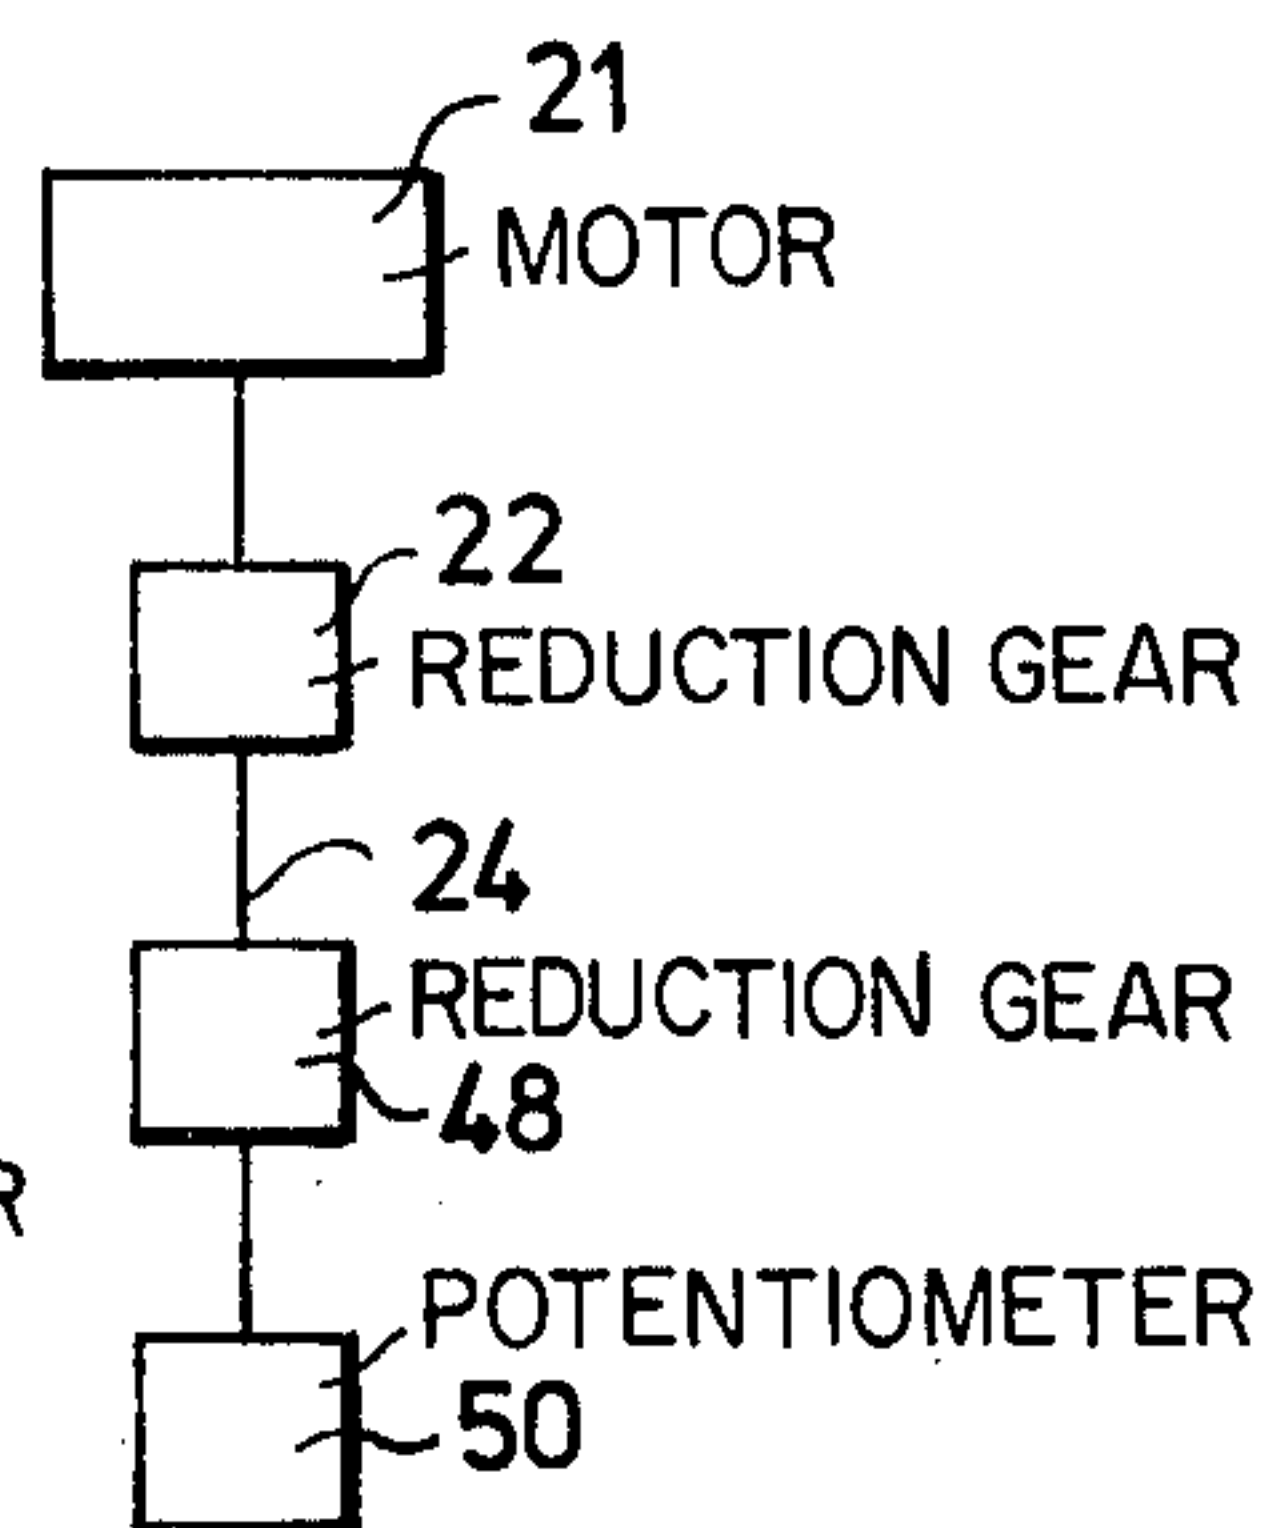 21
MOTOR
22
REDUCTION GEAR
24
REDUCTION GEAR
48
R
POTENTIOMETER
50